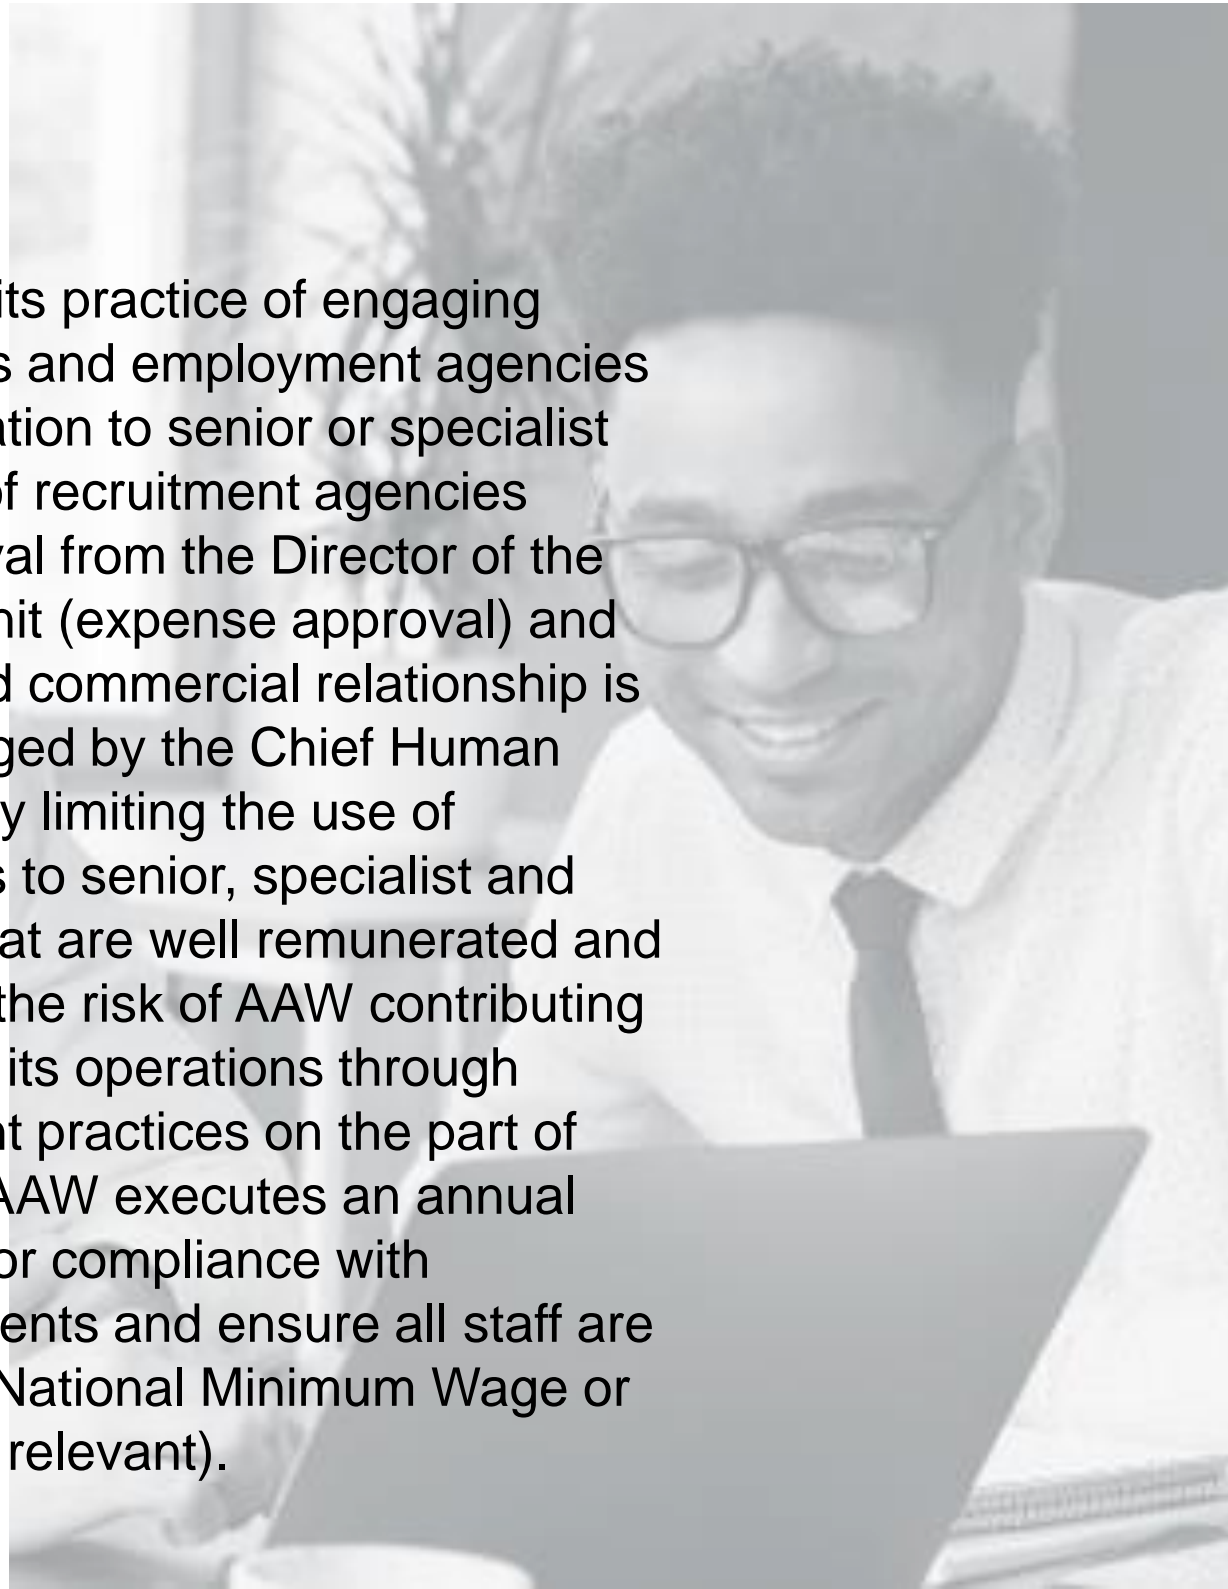 its practice of engaging
s and employment agencies
ation to senior or specialist
of recruitment agencies
val from the Director of the
nit (expense approval) and
d commercial relationship is
ged by the Chief Human
y limiting the use of
s to senior, specialist and
at are well remunerated and
the risk of AAW contributing
its operations through
nt practices on the part of
AAW executes an annual
or compliance with
ents and ensure all staff are
National Minimum Wage or
relevant).